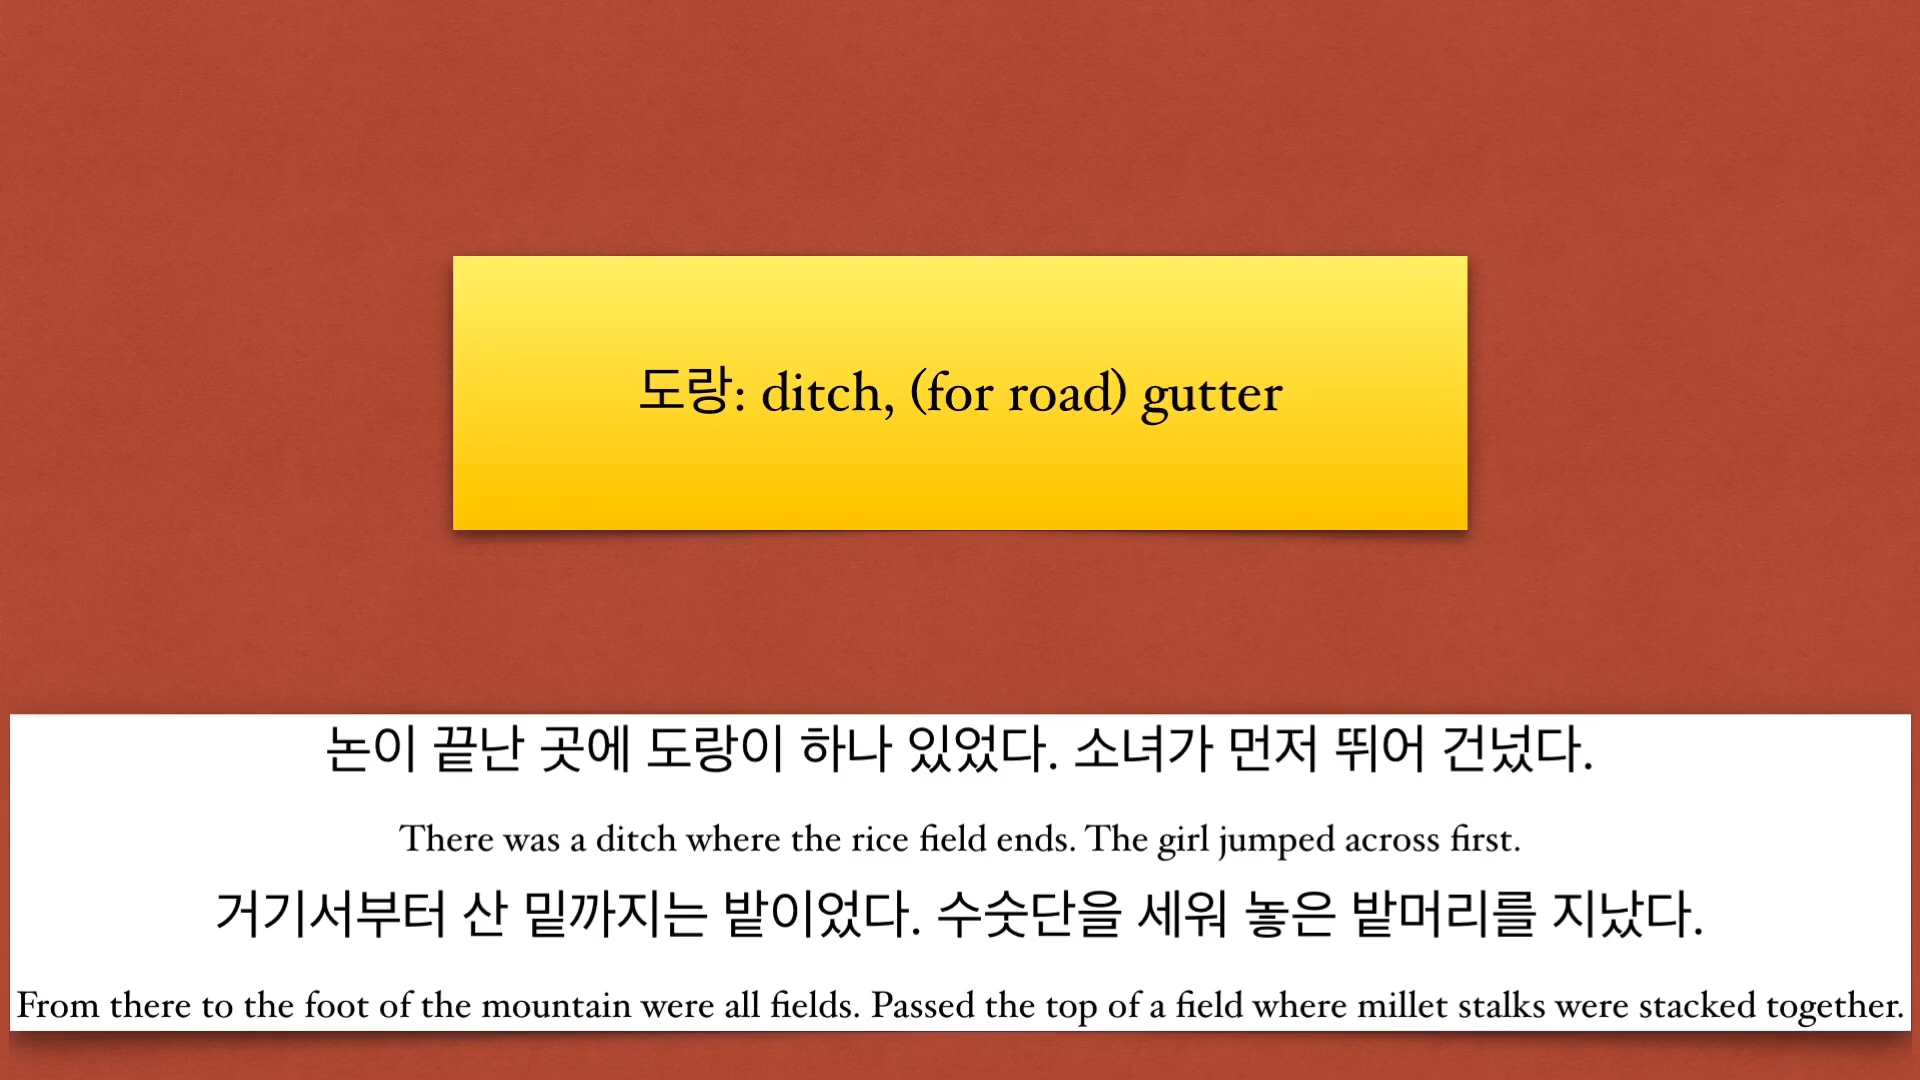 도랑: ditch, (for road) gutter
논이 끝난 곳에 도랑이 하나 있었다. 소녀가 먼저 뛰어 건넜다.
There was a ditch where the rice field ends. The girl jumped across first.
거기서부터 산 밑까지는 밭이었다. 수숫단을 세워 놓은 밭머리를 지났다.
From there to the foot of the mountain were all fields. Passed the top of a field where millet stalks were stacked together.